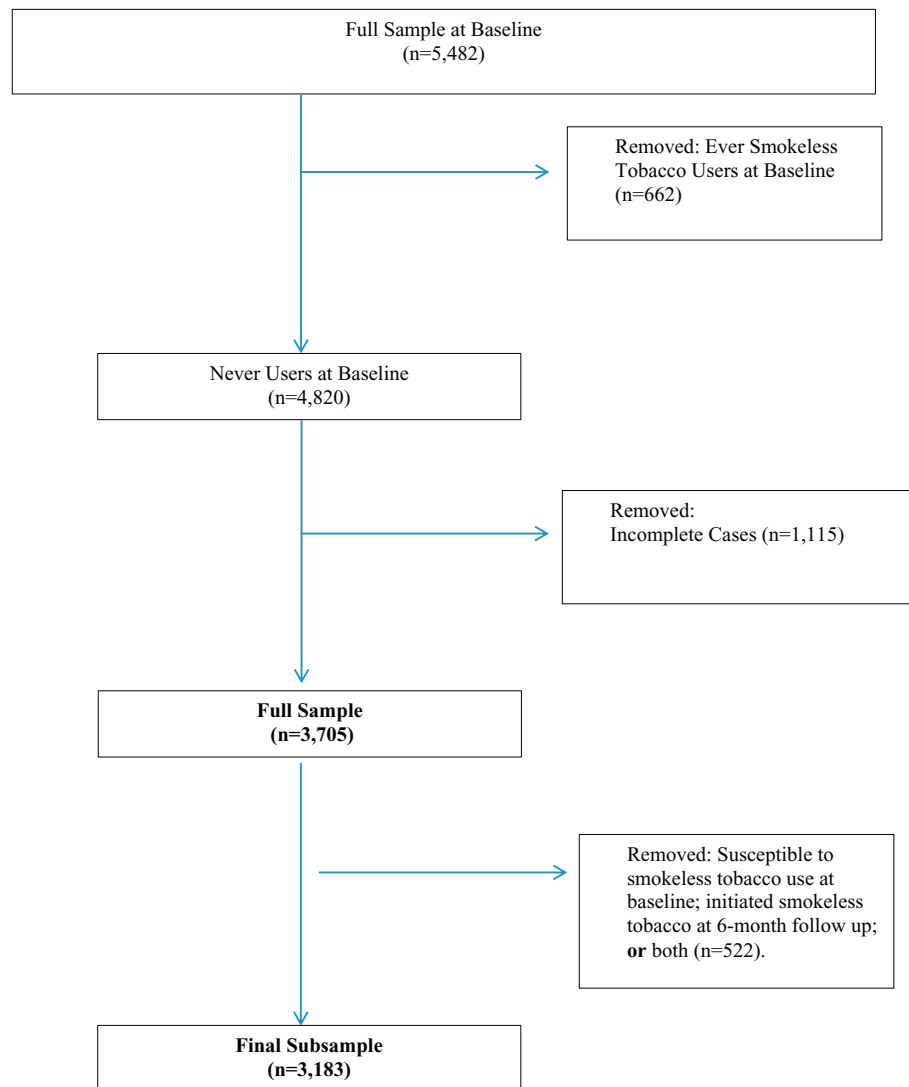 Full Sample at Baseline
(n=5,482)
Removed: Ever Smokeless
Tobacco Users at Baseline
(n=662)
Never Users at Baseline
(n=4,820)
Removed:
Incomplete Cases (n=1,115)
Full Sample
(n=3,705)
Removed: Susceptible to
smokeless tobacco use at
baseline; initiated smokeless
tobacco at 6-month follow up;
or both (n=522).
Final Subsample
(n=3,183)